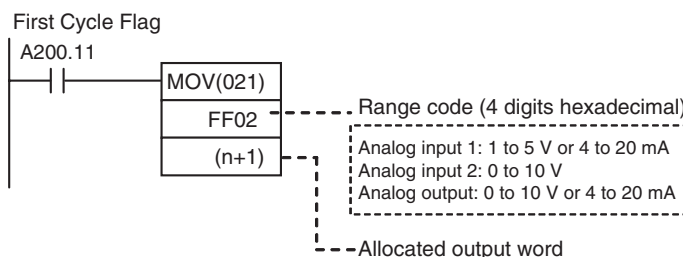 First Cycle Flag
A200.11
MOV(021)
FF02
(n+1)
Range code (4 digits hexadecimal)
Analog input 1: 1 to 5 V or 4 to 20 mA
Analog input 2: 0 to 10 V
Analog output: 0 to 10 V or 4 to 20 mA
Allocated output word